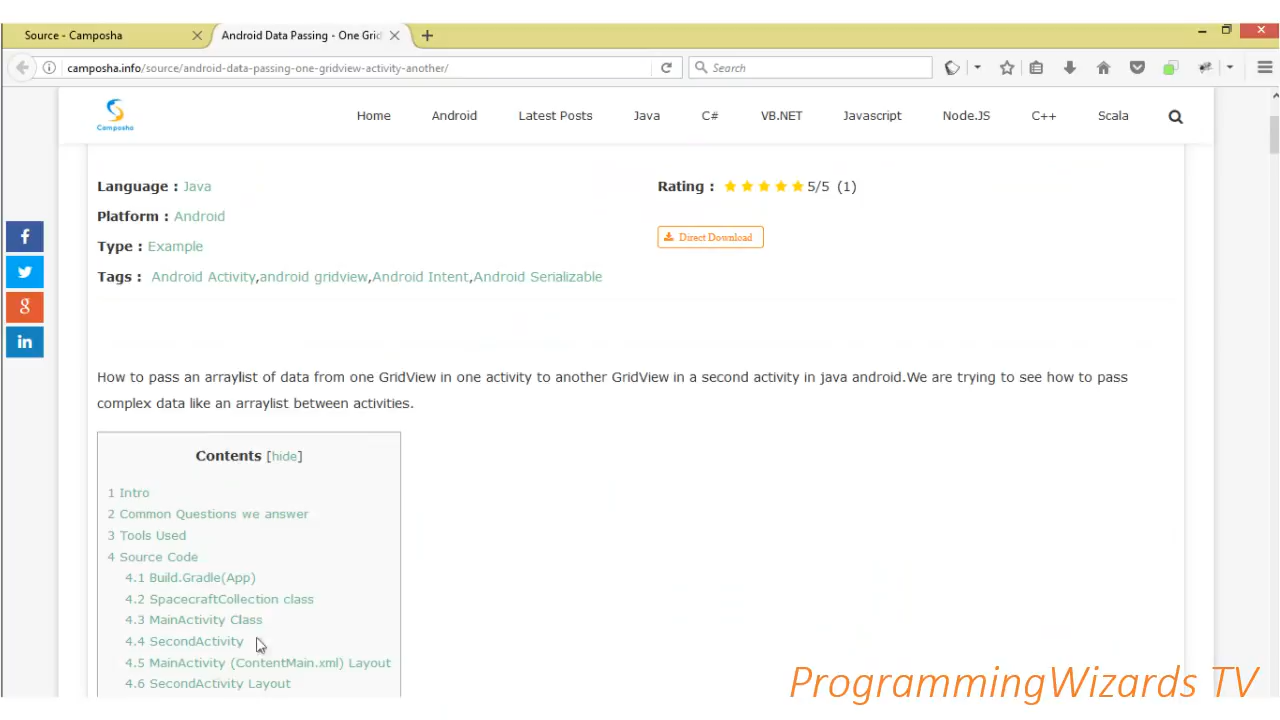 Source - Camposha
Android Data Passing - One Grid
camposha.info/source/android-data-passing-one-gridview-activity-another/
Search
Camposha
Home
Android
Latest Posts
Java
C#
VB.NET
Javascript
Node.JS
C++
Scala
Language : Java
Rating : 5/5 (1)
Platform : Android
Direct Download
Type : Example
Tags : Android Activity,android gridview,Android Intent,Android Serializable
How to pass an arraylist of data from one GridView in one activity to another GridView in a second activity in java android.We are trying to see how to pass
complex data like an arraylist between activities.
Contents [hide]
1 Intro
2 Common Questions we answer
3 Tools Used
4 Source Code
4.1 Build.Gradle(App)
4.2 SpacecraftCollection class
4.3 MainActivity Class
4.4 SecondActivity
4.5 MainActivity (ContentMain.xml) Layout
4.6 SecondActivity Layout
ProgrammingWizards TV